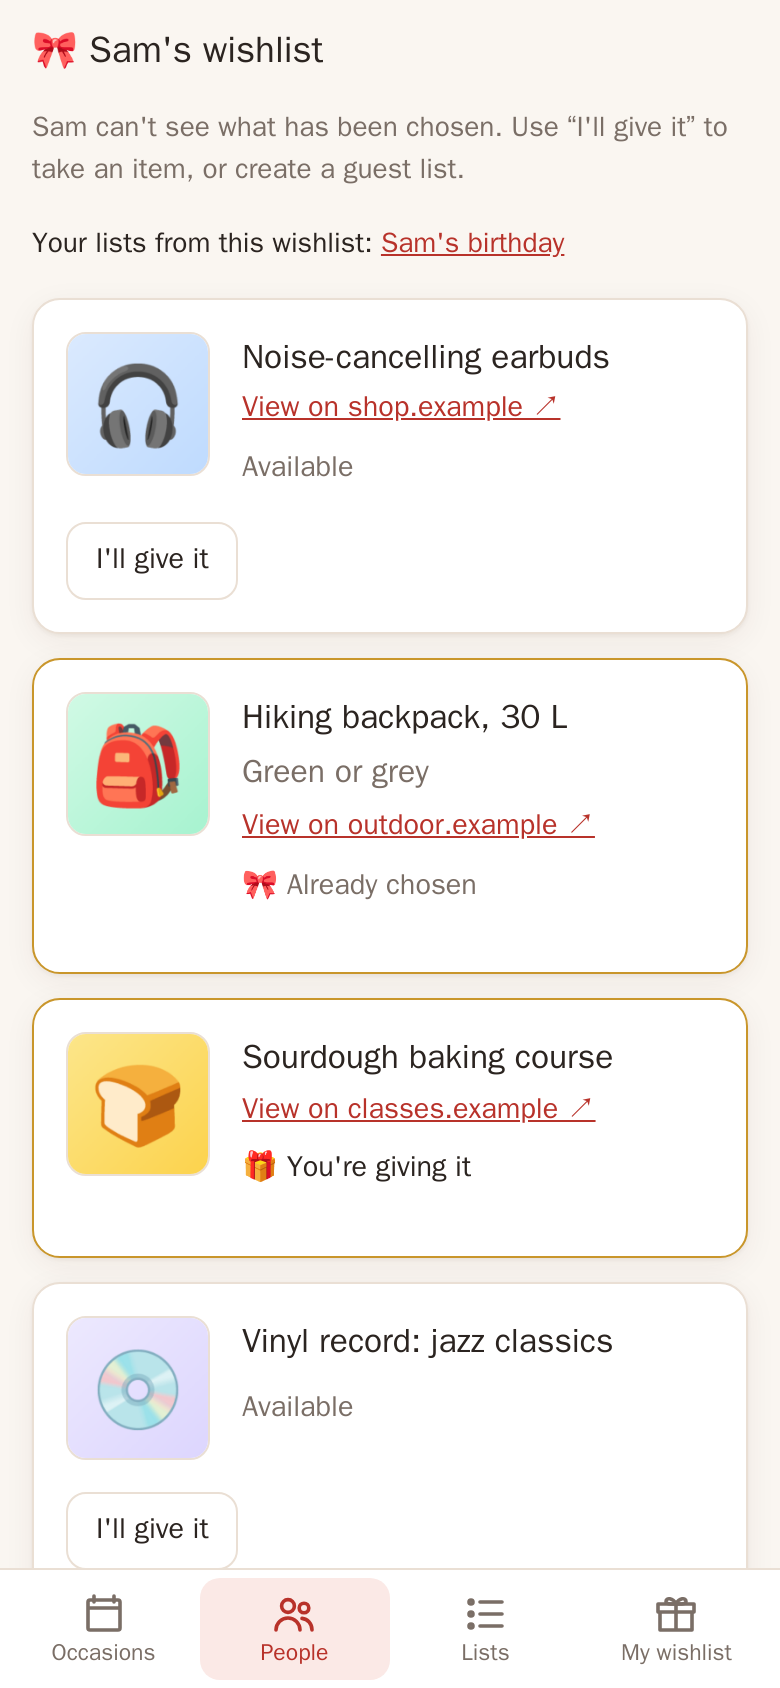 🎀 Sam's wishlist
Sam can't see what has been chosen. Use “I'll give it” to
take an item, or create a guest list.
Your lists from this wishlist: Sam's birthday
Noise-cancelling earbuds
View on shop.example ↗
Available
I'll give it
Hiking backpack, 30 L
Green or grey
View on outdoor.example ↗
🎀 Already chosen
Sourdough baking course
View on classes.example ↗
🎁 You're giving it
Vinyl record: jazz classics
Available
I'll give it
Occasions
People
Lists
My wishlist